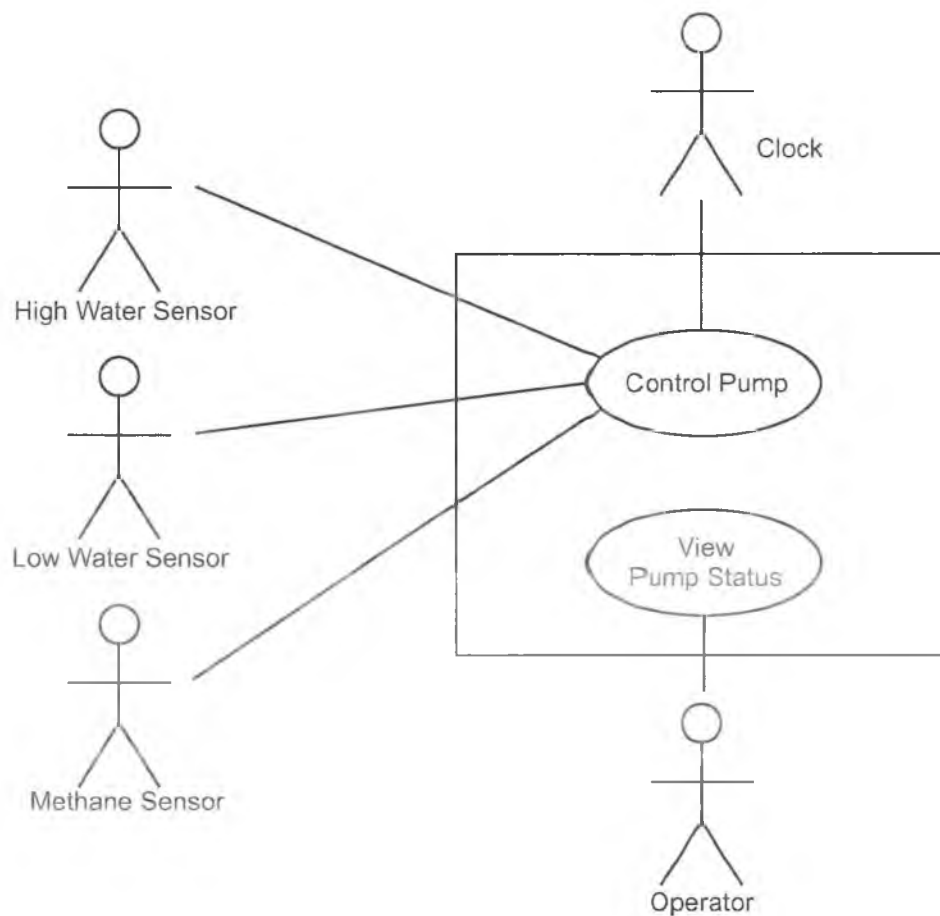 Clock
High Water Sensor
Control Pump
Low Water Sensor
View
Pump Status
Methane Sensor
Operator